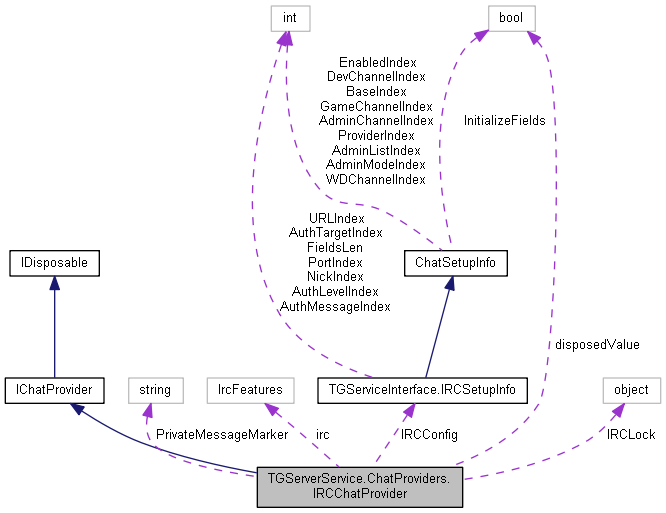 int
bool
EnabledIndex
DevChannelIndex
BaseIndex
GameChannelIndex
AdminChannelIndex
ProviderIndex
AdminListIndex
AdminModeIndex
WDChannelIndex
InitializeFields
URLIndex
AuthTargetIndex
FieldsLen
PortIndex
NickIndex
AuthLevelIndex
AuthMessageIndex
IDisposable
ChatSetupInfo
disposedValue
IChatProvider
string
IrcFeatures
TGServiceInterface.IRCSetupInfo
object
PrivateMessageMarker
irc
IRCConfig
IRCLock
TGServerService.ChatProviders.
IRCChatProvider